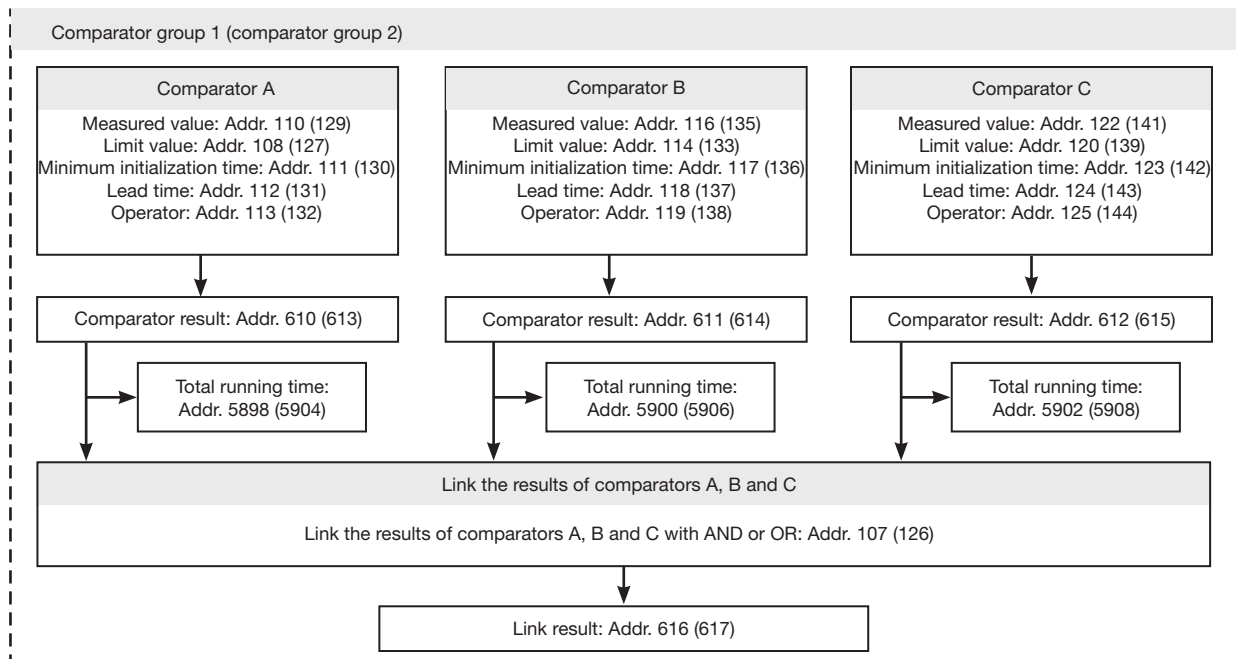 Comparator group 1 (comparator group 2)
Comparator A
Measured value: Addr. 110 (129)
Limit value: Addr. 108 (127)
Minimum initialization time: Addr. 111 (130)
Lead time: Addr. 112 (131)
Operator: Addr. 113 (132)
Comparator B
Measured value: Addr. 116 (135)
Limit value: Addr. 114 (133)
Minimum initialization time: Addr. 117 (136)
Lead time: Addr. 118 (137)
Operator: Addr. 119 (138)
Comparator C
Measured value: Addr. 122 (141)
Limit value: Addr. 120 (139)
Minimum initialization time: Addr. 123 (142)
Lead time: Addr. 124 (143)
Operator: Addr. 125 (144)
Comparator result: Addr. 610 (613)
Comparator result: Addr. 611 (614)
Comparator result: Addr. 612 (615)
Total running time:
Addr. 5898 (5904)
Total running time:
Addr. 5900 (5906)
Total running time:
Addr. 5902 (5908)
Link the results of comparators A, B and C
Link the results of comparators A, B and C with AND or OR: Addr. 107 (126)
Link result: Addr. 616 (617)